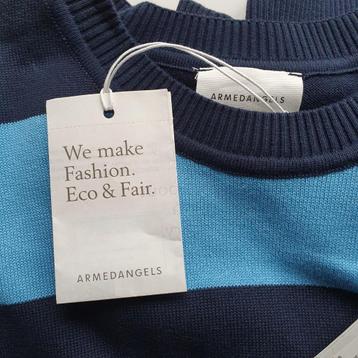 ARMEDANGELS
We make
Fashion.
Eco & Fair.
ARMEDANGELS